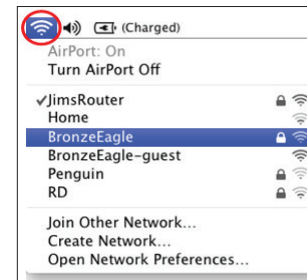 (Charged)
AirPort: On
Turn AirPort Off
✓JimsRouter
Home
BronzeEagle
BronzeEagle-guest
Penguin
RD
Join Other Network...
Create Network...
Open Network Preferences...